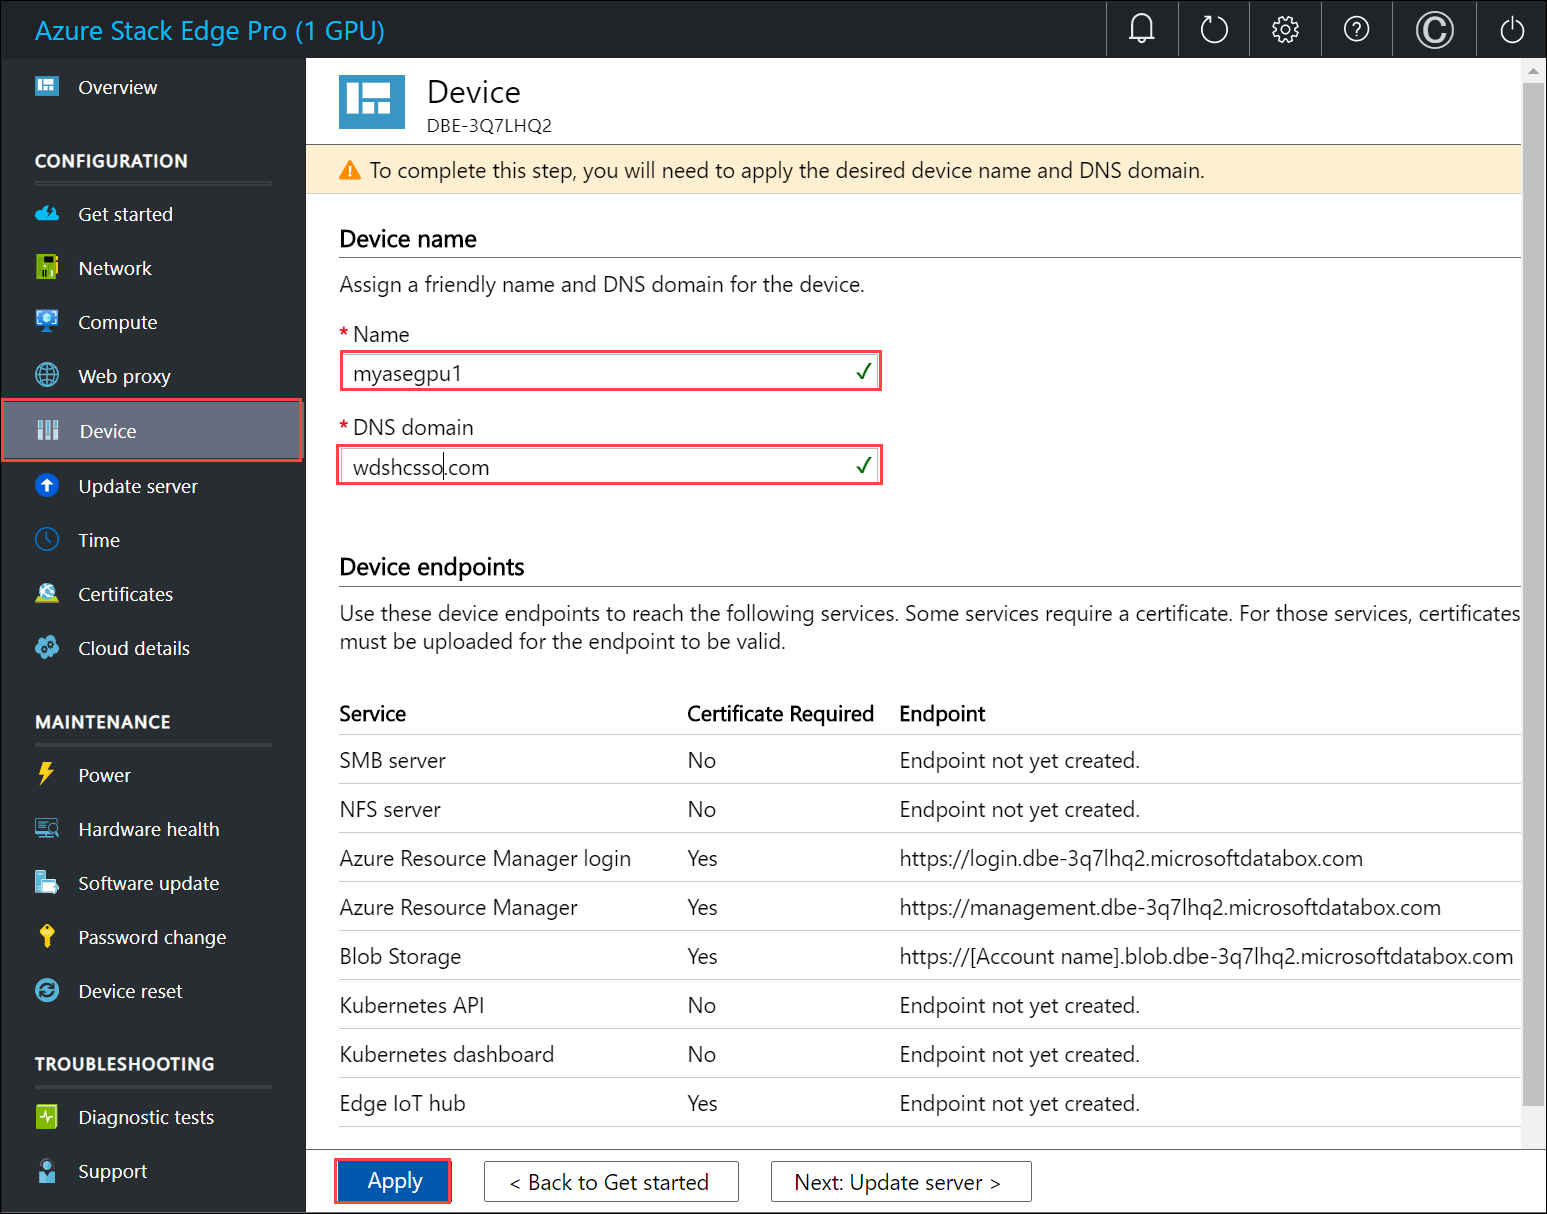 Azure Stack Edge Pro (1 GPU)
Overview
CONFIGURATION
Get started
Network
Compute
Web proxy
Device
Update server
Time
Certificates
Cloud details
MAINTENANCE
Power
Hardware health
Software update
Password change
Device reset
TROUBLESHOOTING
Diagnostic tests
Support
Device
DBE-3Q7LHQ2
To complete this step, you will need to apply the desired device name and DNS domain.
Device name
Assign a friendly name and DNS domain for the device.
* Name
myasegpu1
* DNS domain
wdshcsso.com
Device endpoints
Use these device endpoints to reach the following services. Some services require a certificate. For those services, certificates
must be uploaded for the endpoint to be valid.
Service Certificate Required Endpoint
SMB server No Endpoint not yet created.
NFS server No Endpoint not yet created.
Azure Resource Manager login Yes https://login.dbe-3q7lhq2.microsoftdatabox.com
Azure Resource Manager Yes https://management.dbe-3q7lhq2.microsoftdatabox.com
Blob Storage Yes https://[Account name].blob.dbe-3q7lhq2.microsoftdatabox.com
Kubernetes API No Endpoint not yet created.
Kubernetes dashboard No Endpoint not yet created.
Edge IoT hub Yes Endpoint not yet created.
Apply < Back to Get started Next: Update server >